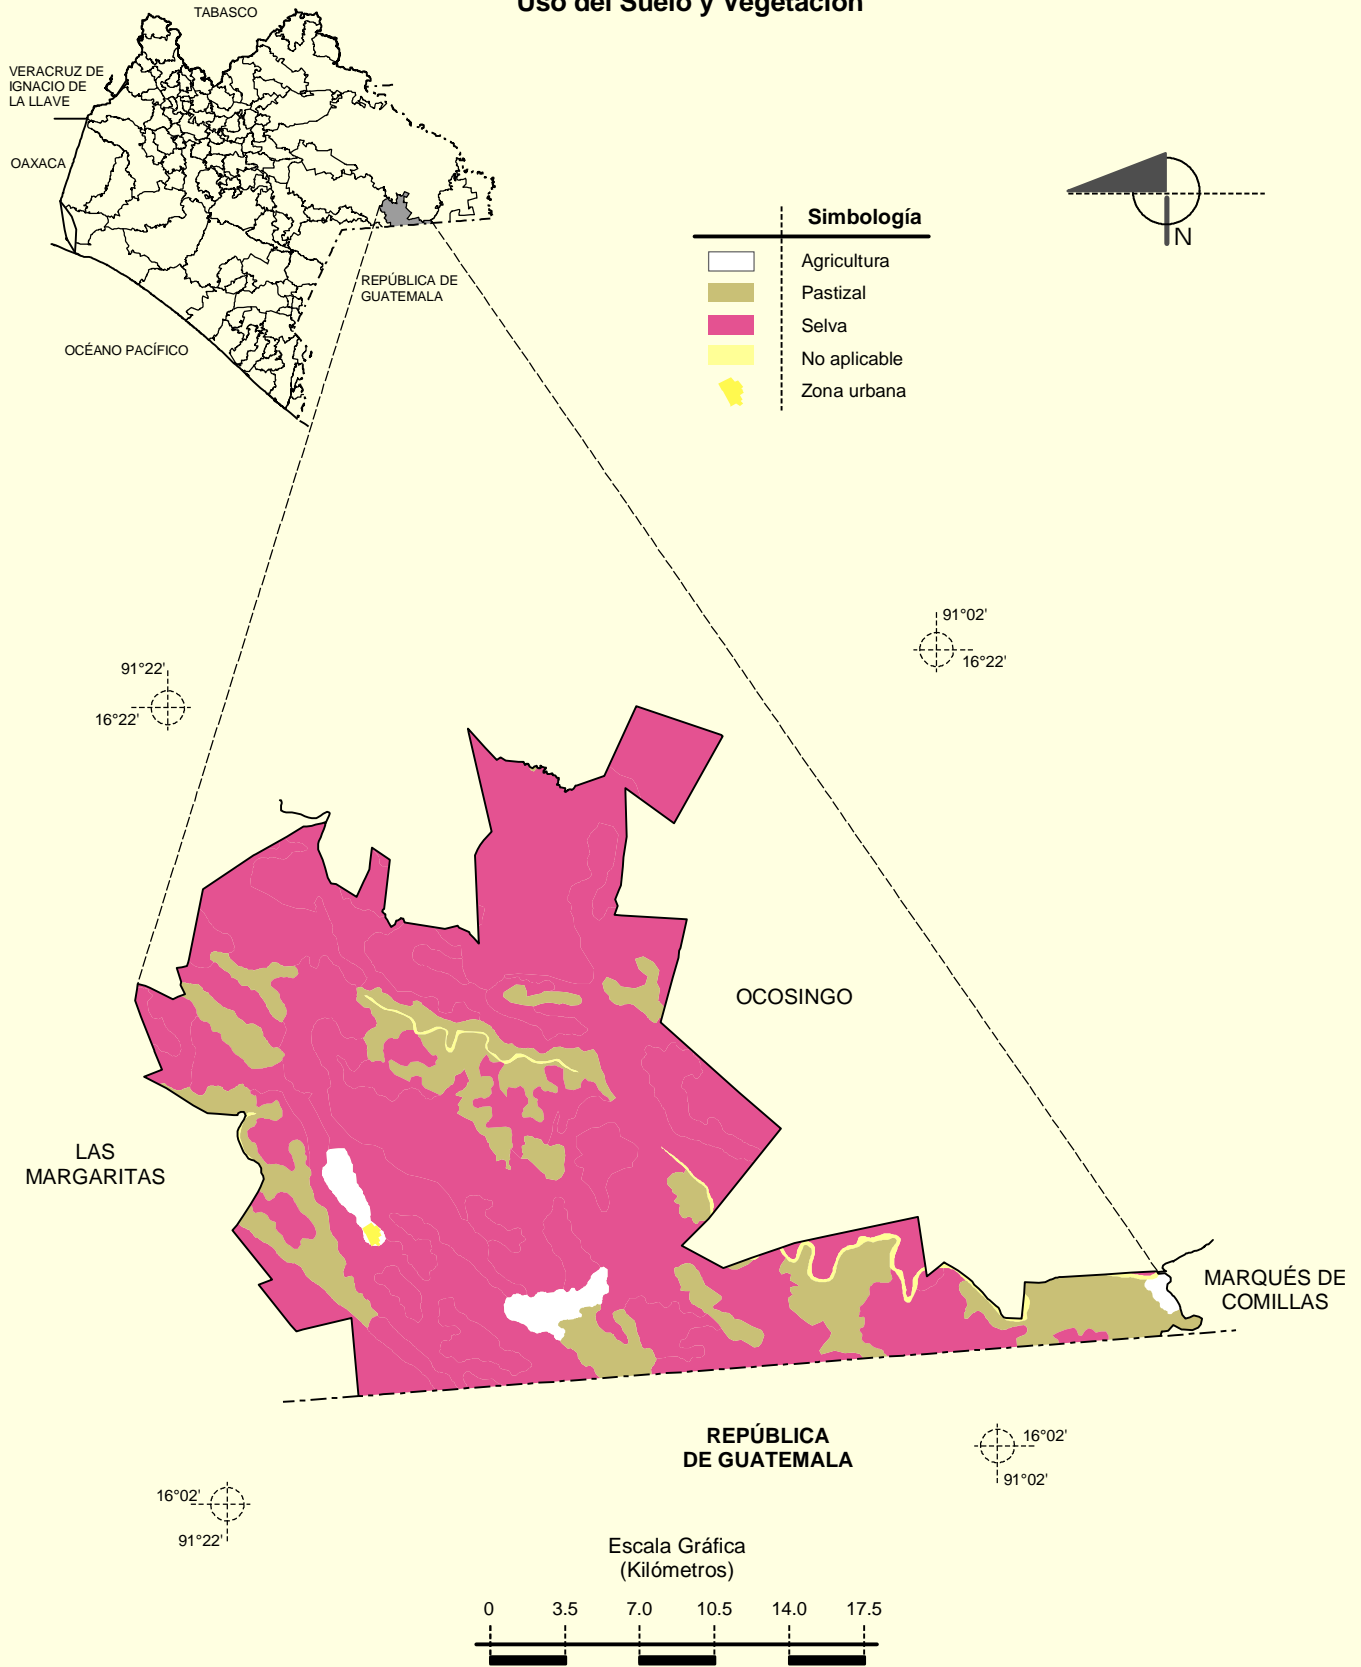 Uso del Suelo y Vegetación
TABASCO
VERACRUZ DE
IGNACIO DE
LA LLAVE
OAXACA
REPÚBLICA DE
GUATEMALA
OCÉANO PACÍFICO
N
Simbología
Agricultura
Pastizal
Selva
No aplicable
Zona urbana
91°02'
16°22'
91°22'
16°22'
OCOSINGO
LAS
MARGARITAS
MARQUÉS DE
COMILLAS
REPÚBLICA
DE GUATEMALA
16°02'
91°02'
16°02'
91°22'
Escala Gráfica
(Kilómetros)
0 3.5 7.0 10.5 14.0 17.5